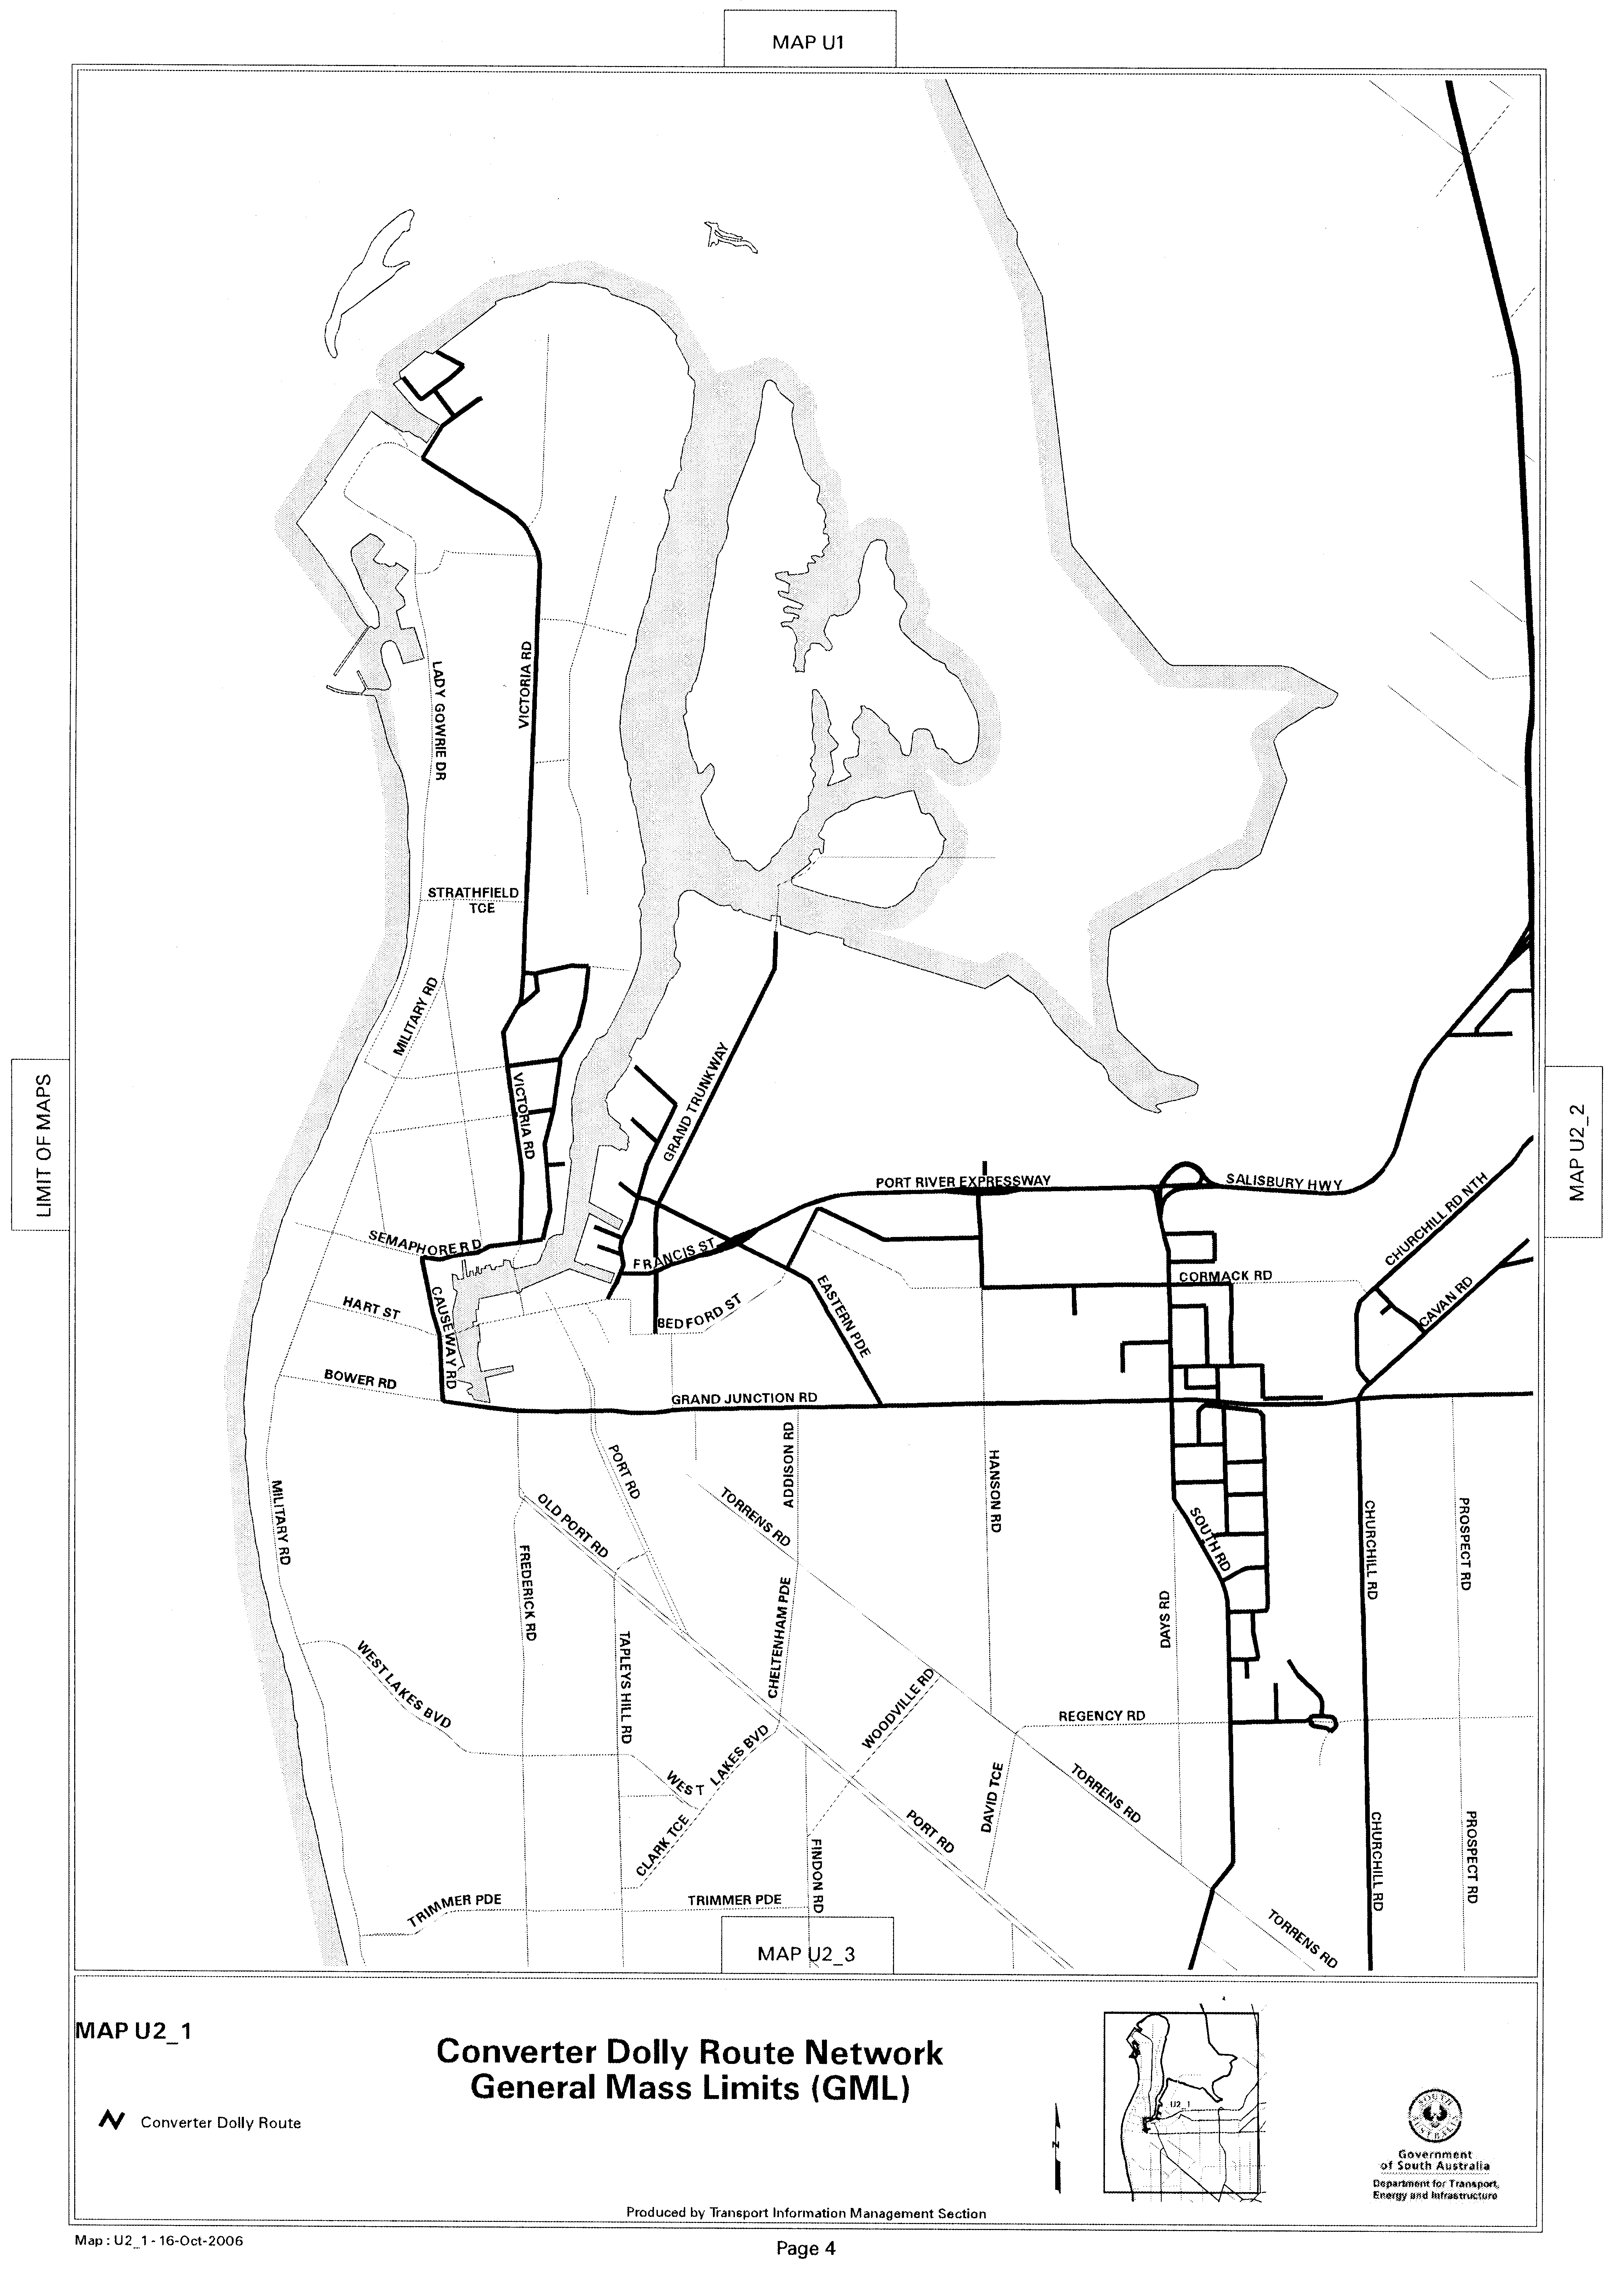 MAP U1
LIMIT OF MAPS
MAP U2_2
LADY GOWRIE DR
VICTORIA RD
STRATHFIELD
TCE
MILITARY RD
VICTORIA RD
GRAND TRUNKWAY
PORT RIVER EXPRESSWAY
SALISBURY HWY
CHURCHILL RD NTH
SEMAPHORE RD
FRANCIS ST
CORMACK RD
CAVAN RD
HART ST
CAUSEWAY RD
BEDFORD ST
EASTERN PDE
BOWER RD
GRAND JUNCTION RD
MILITARY RD
PORT RD
ADDISON RD
TORRENS RD
HANSON RD
OLD PORT RD
SOUTH RD
CHURCHILL RD
PROSPECT RD
FREDERICK RD
CHELTENHAM PDE
DAYS RD
WEST LAKES BVD
TAPLEYS HILL RD
WOODVILLE RD
REGENCY RD
WEST LAKES BVD
DAVID TCE
TORRENS RD
CLARK TCE
PORT RD
FINDON RD
CHURCHILL RD
PROSPECT RD
TRIMMER PDE
TRIMMER PDE
TORRENS RD
MAP U2_3
MAP U2_1
Converter Dolly Route Network
General Mass Limits (GML)
Converter Dolly Route
N
U2_1
SOUTH
AUSTRALIA
Government
of South Australia
Department for Transport,
Energy and Infrastructure
Produced by Transport Information Management Section
Map : U2_1 - 16-Oct-2006
Page 4